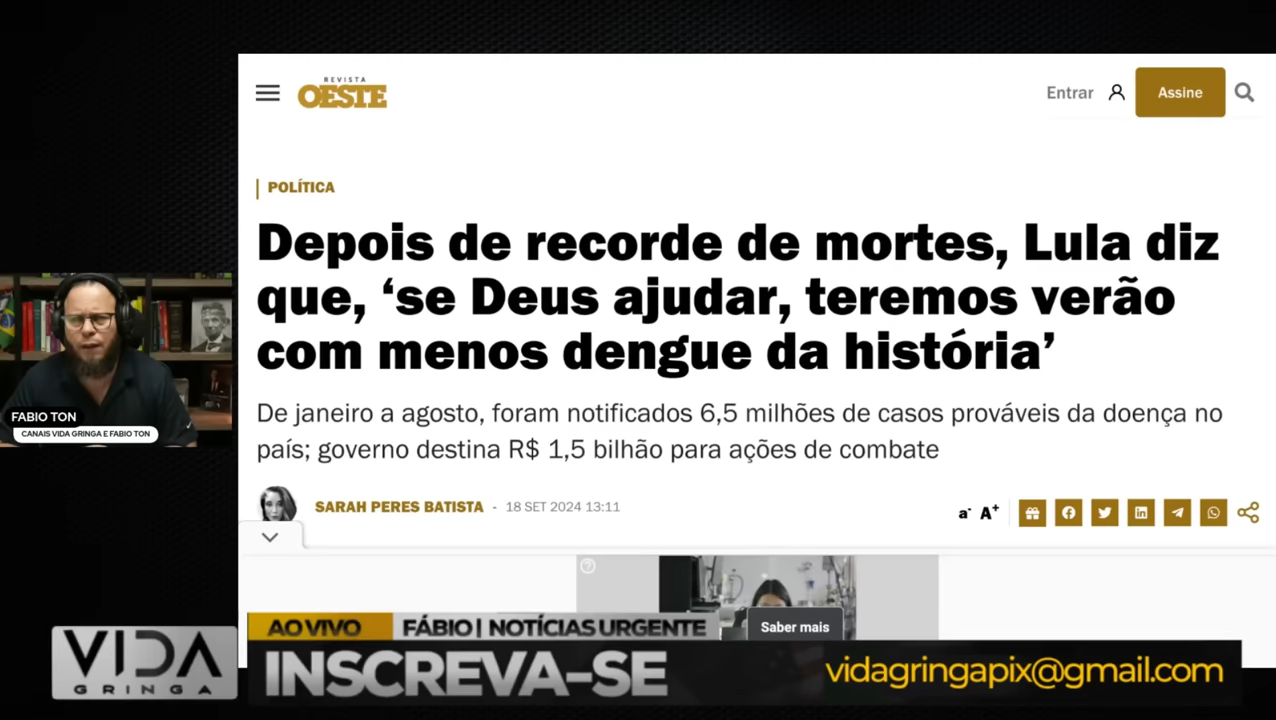 REVISTA
OESTE
Entrar
Assine
POLÍTICA
Depois de recorde de mortes, Lula diz
que, ‘se Deus ajudar, teremos verão
com menos dengue da história’
De janeiro a agosto, foram notificados 6,5 milhões de casos prováveis da doença no
país; governo destina R$ 1,5 bilhão para ações de combate
SARAH PERES BATISTA - 18 SET 2024 13:11
a- A+
FABIO TON
CANAIS VIDA GRINGA E FABIO TON
Saber mais
AO VIVO
FÁBIO | NOTÍCIAS URGENTE
VIDA
GRINGA
INSCREVA-SE
vidagringapix@gmail.com